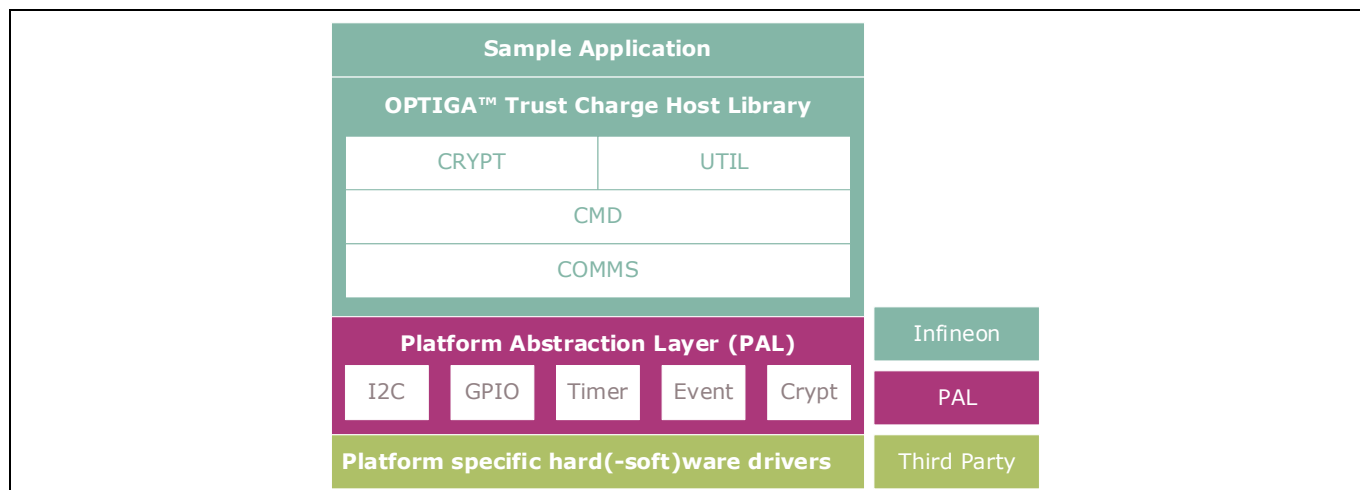 Sample Application
OPTIGA™ Trust Charge Host Library
CRYPT
UTIL
CMD
COMMS
Platform Abstraction Layer (PAL)
I2C
GPIO
Timer
Event
Crypt
Platform specific hard(-soft)ware drivers
Infineon
PAL
Third Party